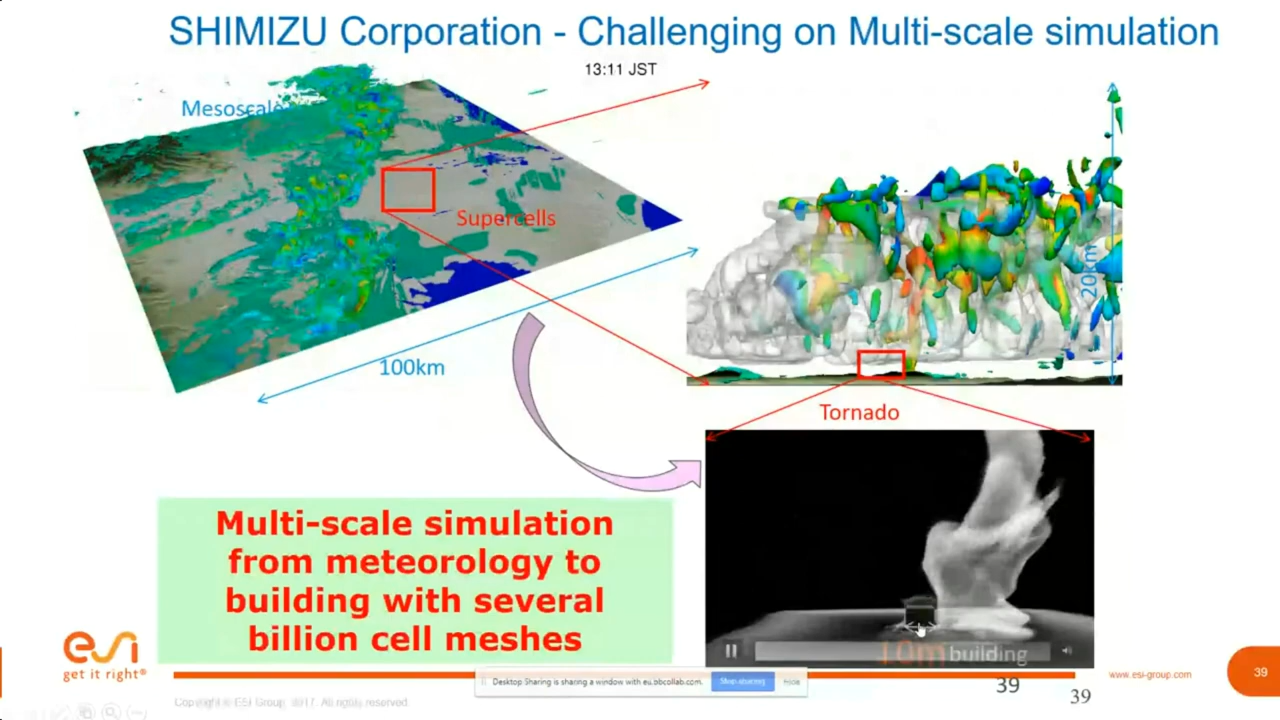 SHIMIZU Corporation - Challenging on Multi-scale simulation
13:11 JST
Mesoscale
Supercells
100km
20km
Tornado
10m building
Multi-scale simulation
from meteorology to
building with several
billion cell meshes
esi
get it right®
Desktop Sharing is sharing a window with eu.bbcollab.com.
Stop sharing
Hide
www.esi-group.com
39
39
39
Copyright © ESI Group, 2017. All rights reserved.